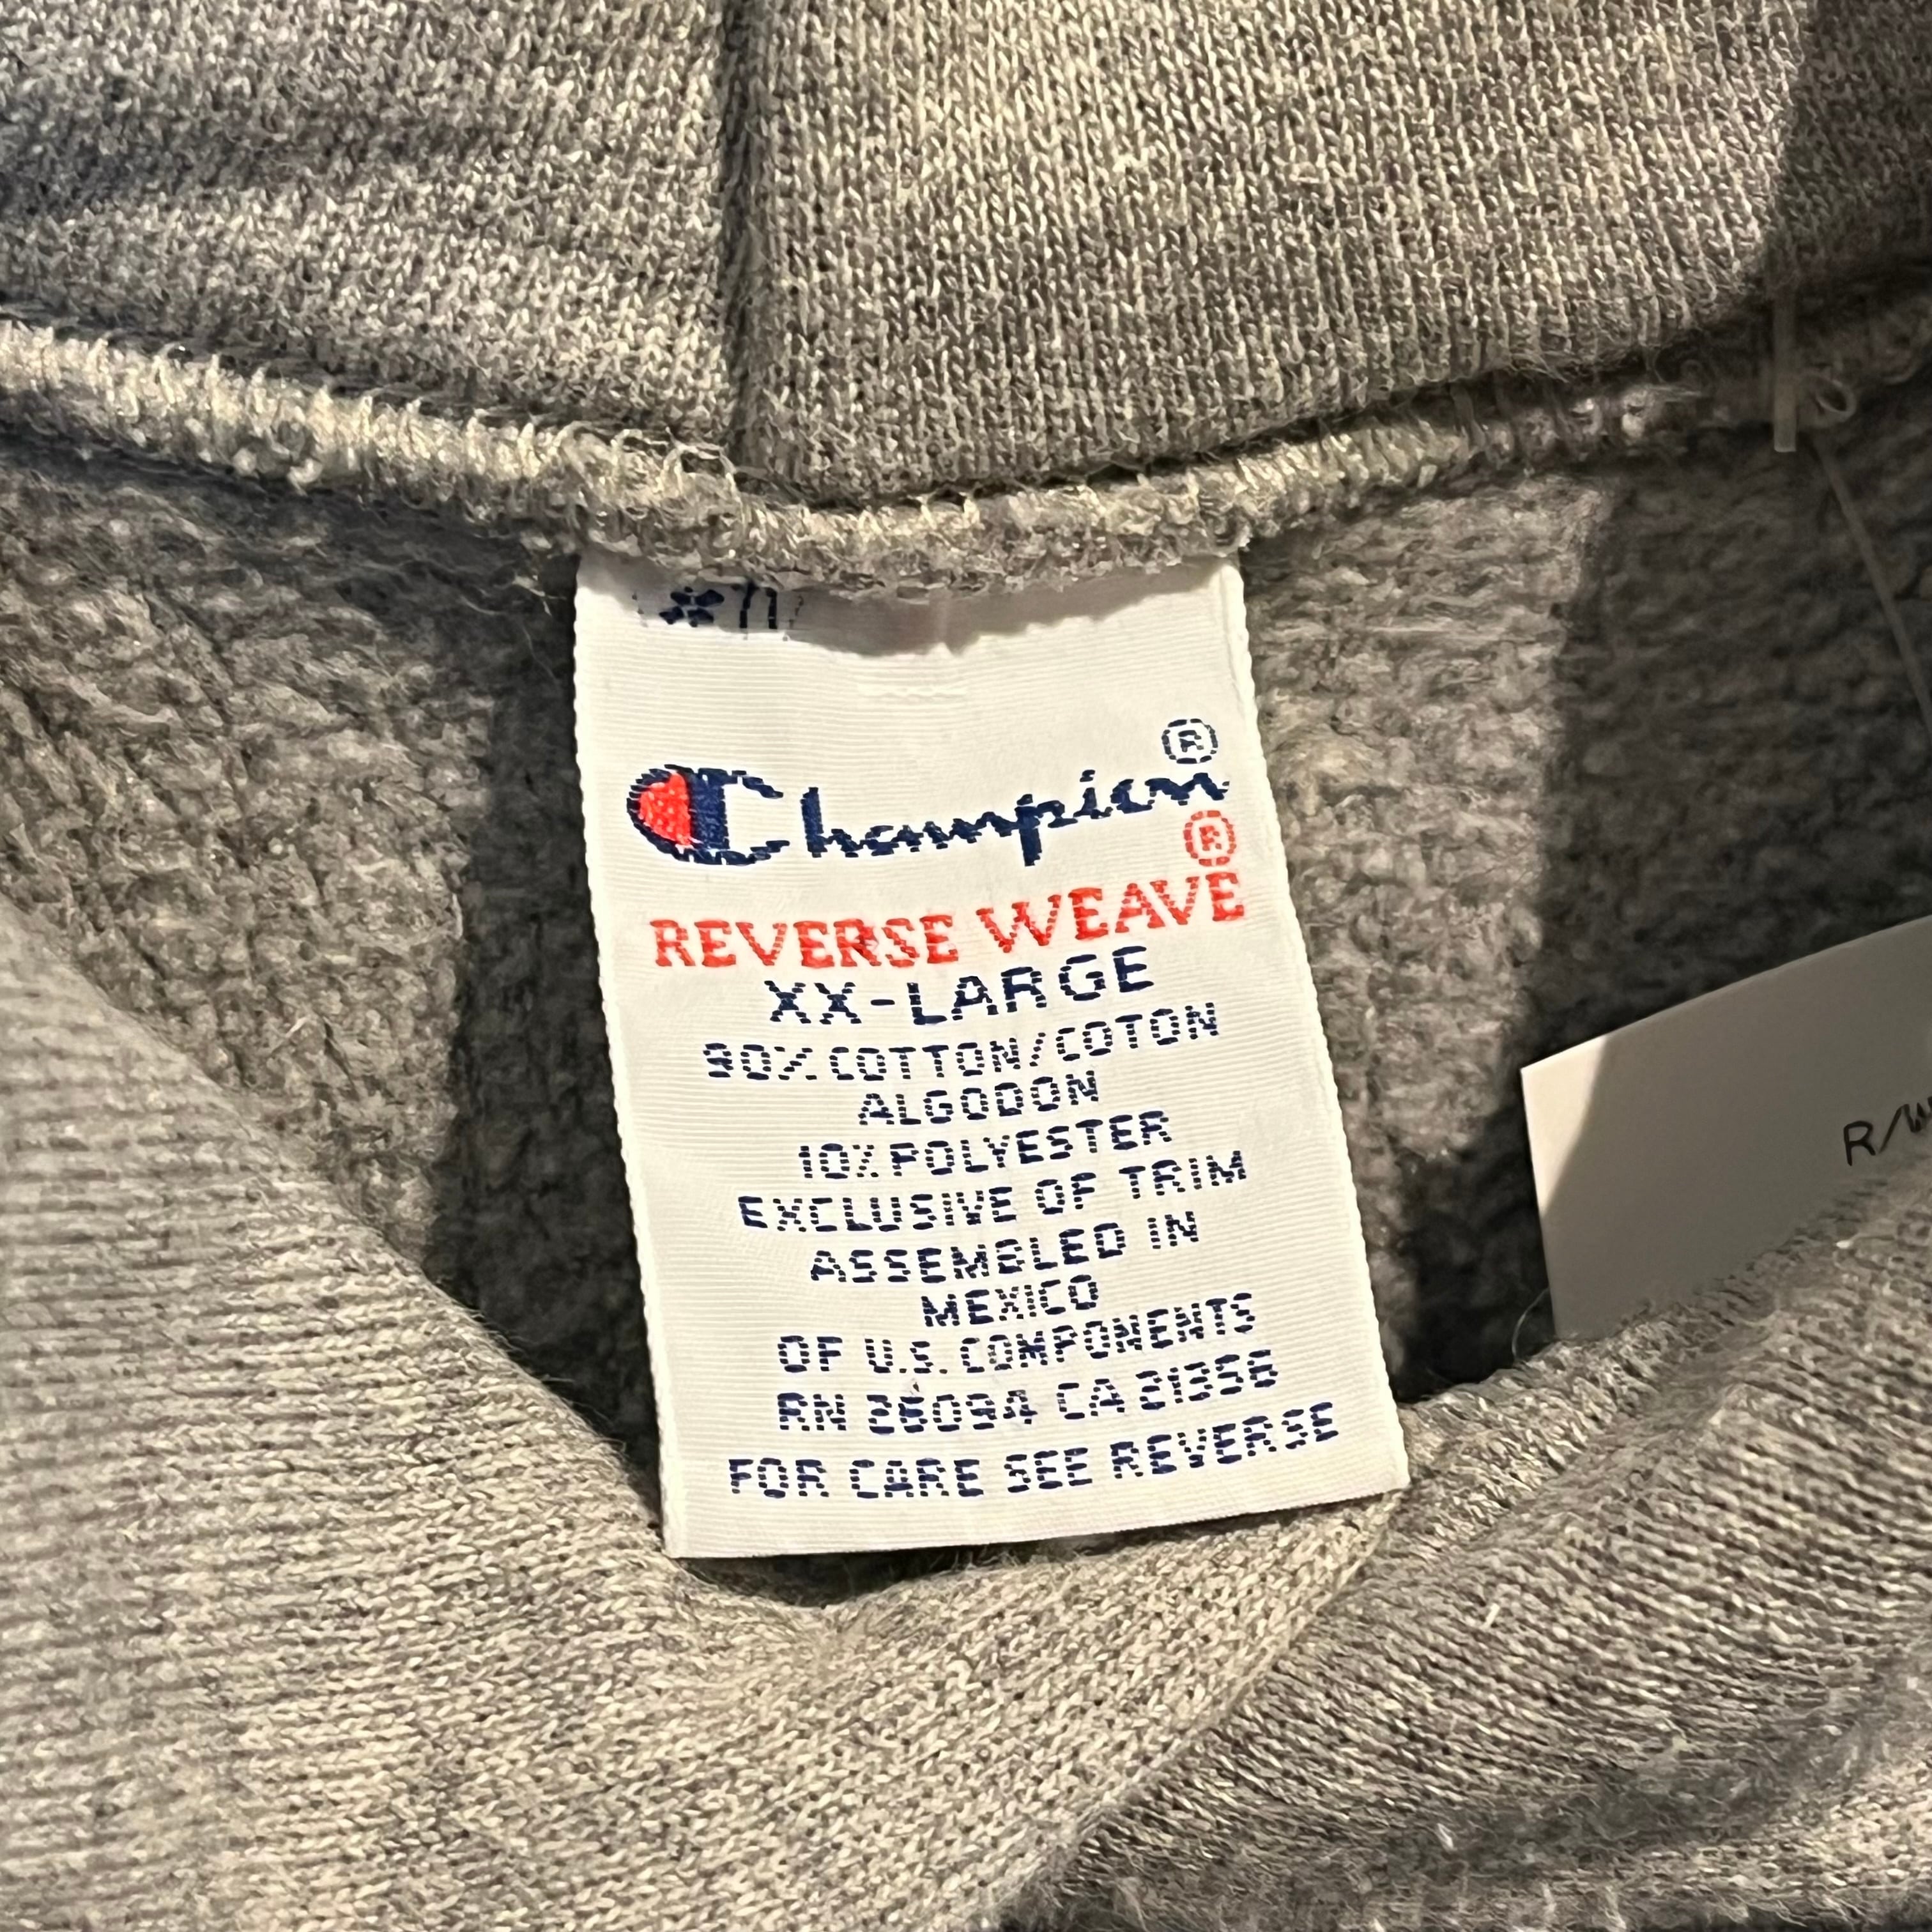 Champion®
®
REVERSE WEAVE
XX-LARGE
90% COTTON/COTON
ALGODON
10% POLYESTER
EXCLUSIVE OF TRIM
ASSEMBLED IN
MEXICO
OF U.S. COMPONENTS
RN 26094 CA 21358
FOR CARE SEE REVERSE
R/W